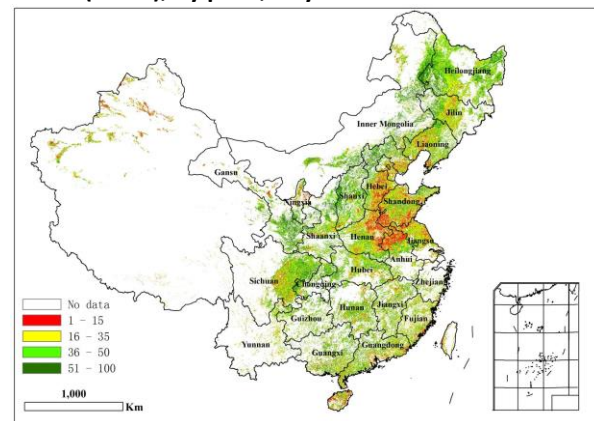 Heilongjiang
Jilin
Inner Mongolia
Liaoning
Gansu
Hebei
Ningxia
Shanxi
Shandong
Shaanxi
Henan
Jiangsu
Anhui
Hubei
Sichuan
Chongqing
Zhejiang
Hunan
Jiangxi
Guizhou
Fujian
Yunnan
Guangxi
Guangdong
No data
1 - 15
16 - 35
36 - 50
51 - 100
1,000
Km